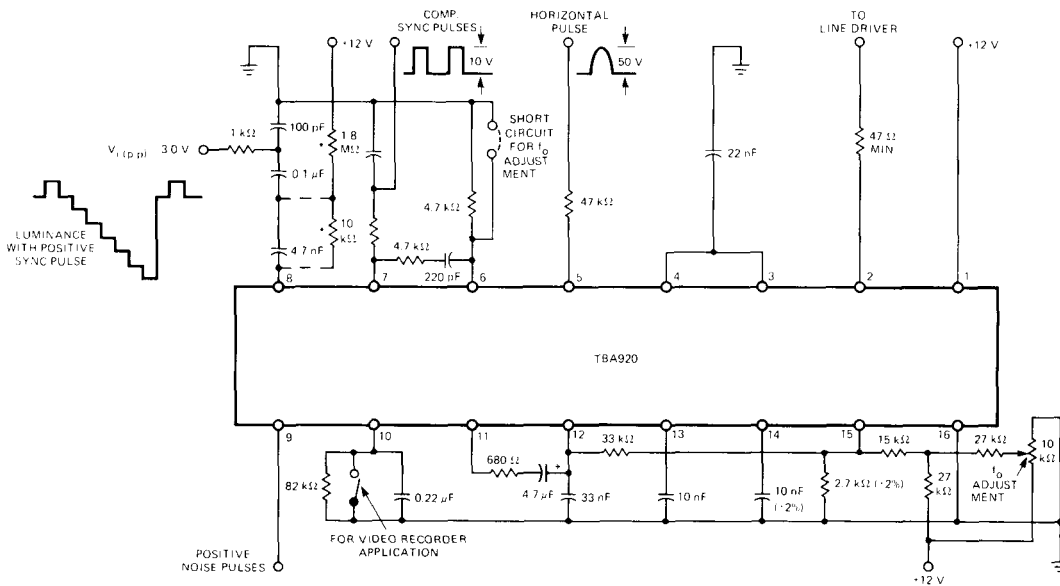 COMP.
SYNC PULSES
HORIZONTAL
PULSE
TO
LINE DRIVER
+12 V
+12 V
10 V
50 V
1 kΩ
100 pF
1.8
MΩ
SHORT
CIRCUIT
FOR fo
ADJUST
MENT
47 Ω
MIN
22 nF
Vi (p p) 3.0 V
0.1 μF
4.7 kΩ
47 kΩ
LUMINANCE
WITH POSITIVE
SYNC PULSE
10
kΩ
4.7 nF
4.7 kΩ
220 pF
8
7
6
5
4
3
2
1
TBA920
9
10
11
12
13
14
15
16
33 kΩ
15 kΩ
27 kΩ
10
kΩ
680 Ω
+
4.7 μF
82 kΩ
0.22 μF
33 nF
10 nF
10 nF
(±2%)
2.7 kΩ (±2%)
27
kΩ
fo
ADJUST
MENT
FOR VIDEO RECORDER
APPLICATION
POSITIVE
NOISE PULSES
+12 V